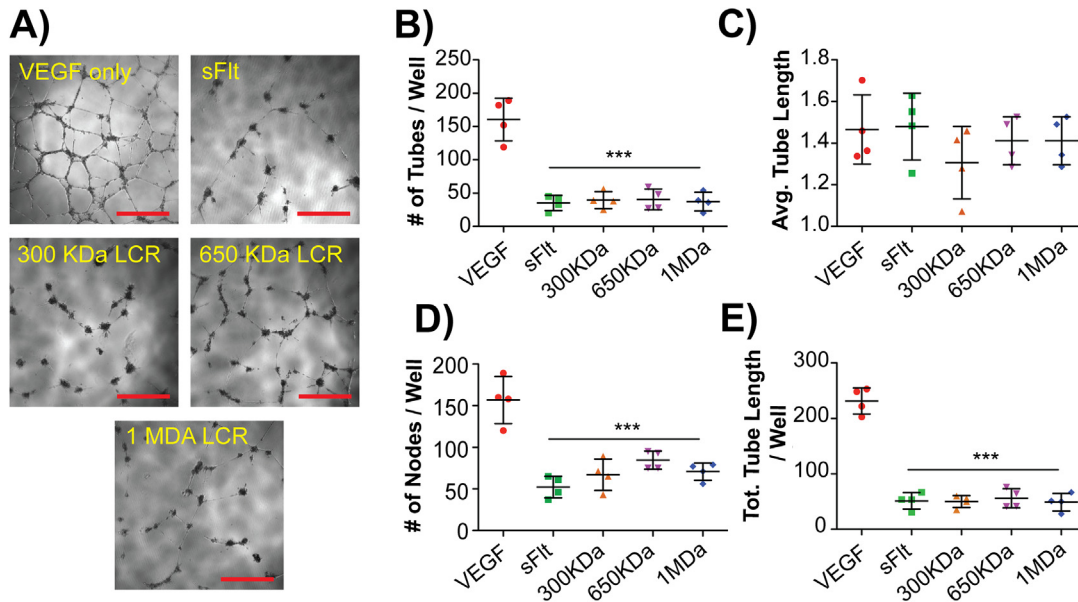 A)
VEGF only
sFlt
300 KDa LCR
650 KDa LCR
1 MDA LCR
B)
# of Tubes / Well
250
200
150
100
50
0
***
VEGF
sFlt
300KDa
650KDa
1MDa
C)
Avg. Tube Length
1.8
1.6
1.4
1.2
1.0
VEGF
sFlt
300KDa
650KDa
1MDa
D)
# of Nodes / Well
200
150
100
50
0
***
VEGF
sFlt
300KDa
650KDa
1MDa
E)
Tot. Tube Length
/ Well
300
200
100
0
***
VEGF
sFlt
300KDa
650KDa
1MDa